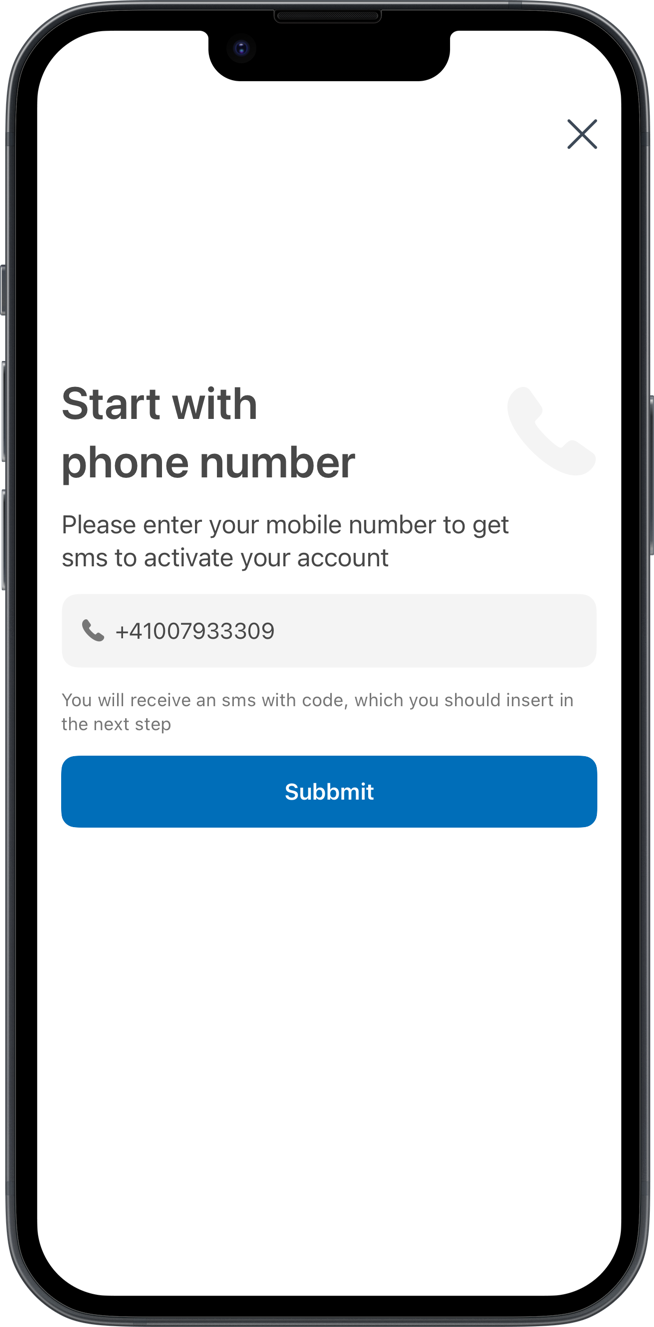 Start with
phone number
Please enter your mobile number to get
sms to activate your account
+41007933309
You will receive an sms with code, which you should insert in
the next step
Subbmit